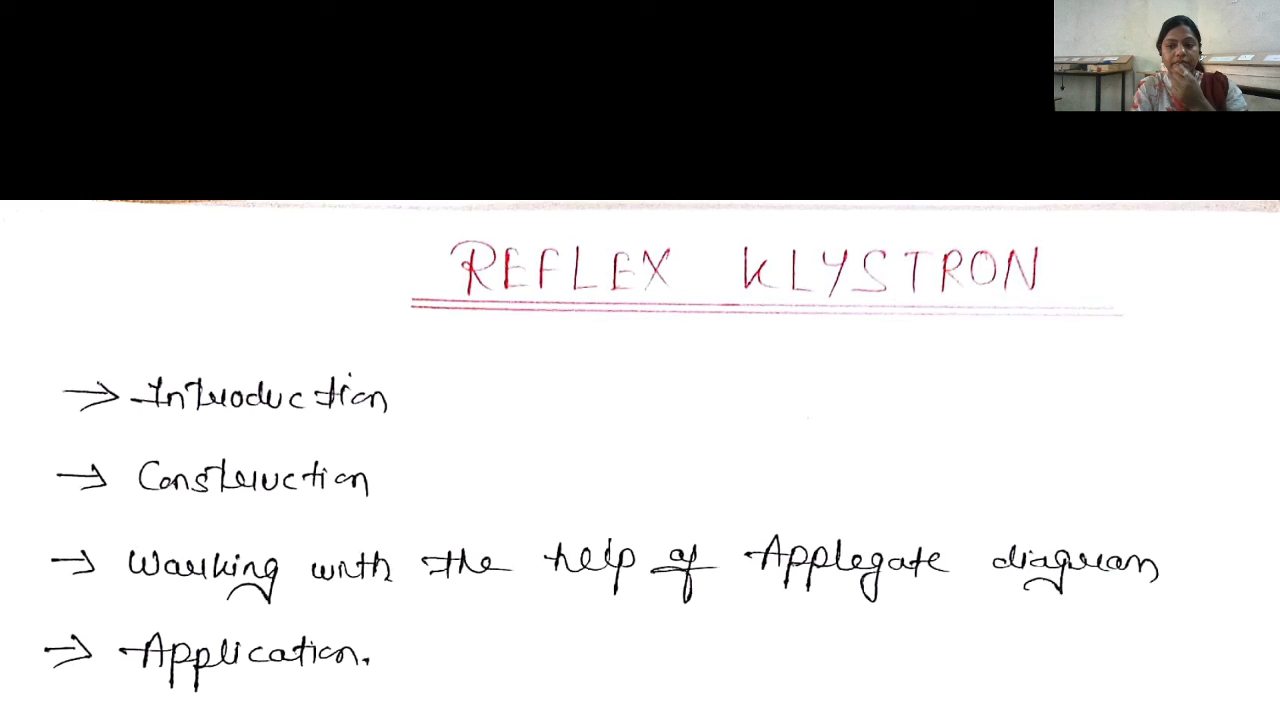 REFLEX KLYSTRON
→ Introduction
→ Construction
→ Working with the help of Applegate diagram
→ Application.